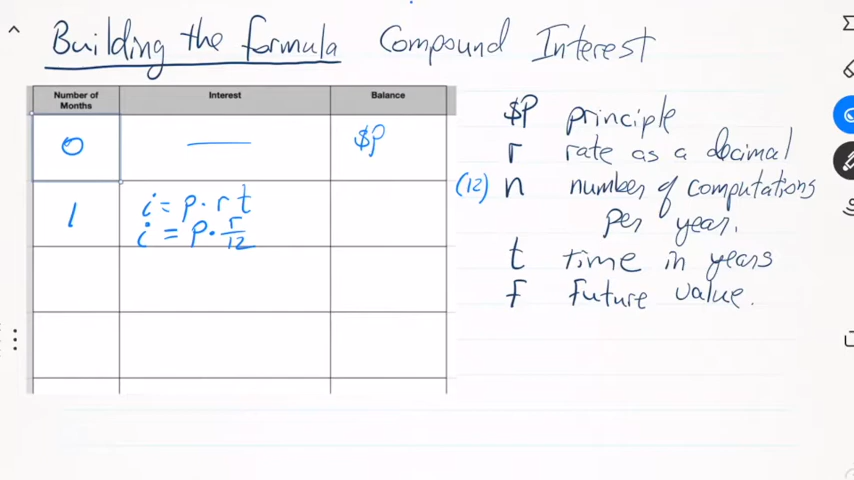 Building the formula Compound Interest
Number of Months Interest Balance
0 — $P
1 i = p · r t
i = p · r/12
$P principle
r rate as a decimal
(12) n number of computations
per year.
t time in years
f future value.